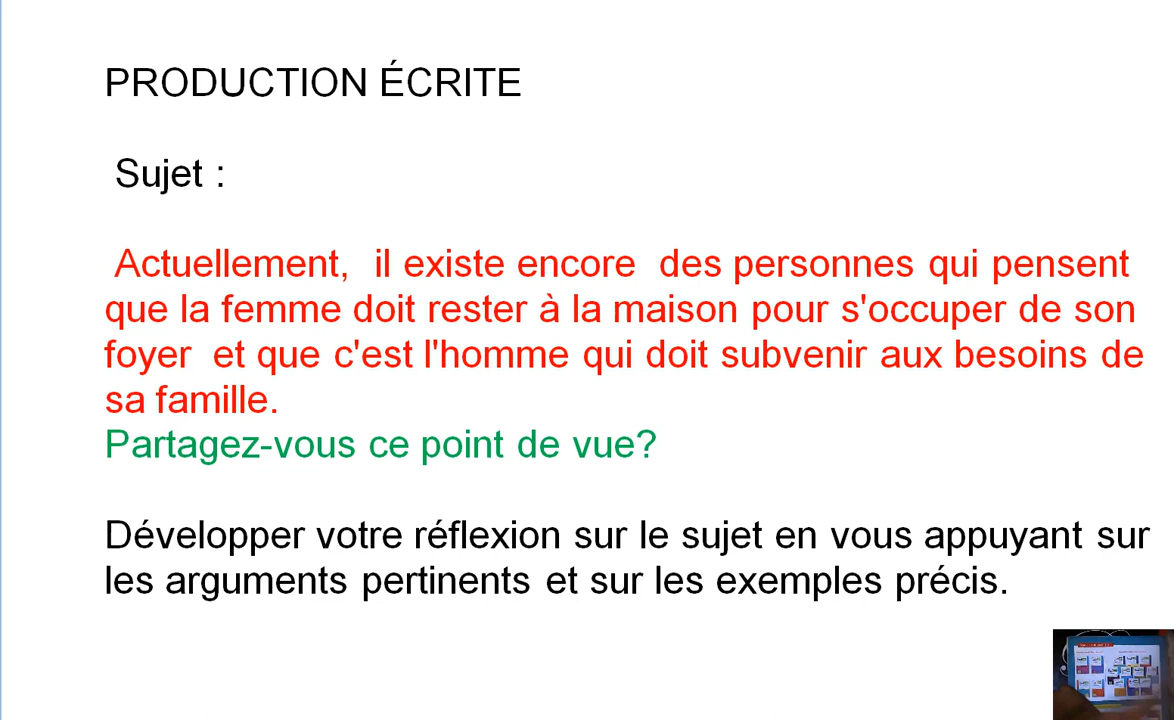 PRODUCTION ÉCRITE
Sujet :
Actuellement, il existe encore des personnes qui pensent
que la femme doit rester à la maison pour s'occuper de son
foyer et que c'est l'homme qui doit subvenir aux besoins de
sa famille.
Partagez-vous ce point de vue?
Développer votre réflexion sur le sujet en vous appuyant sur
les arguments pertinents et sur les exemples précis.